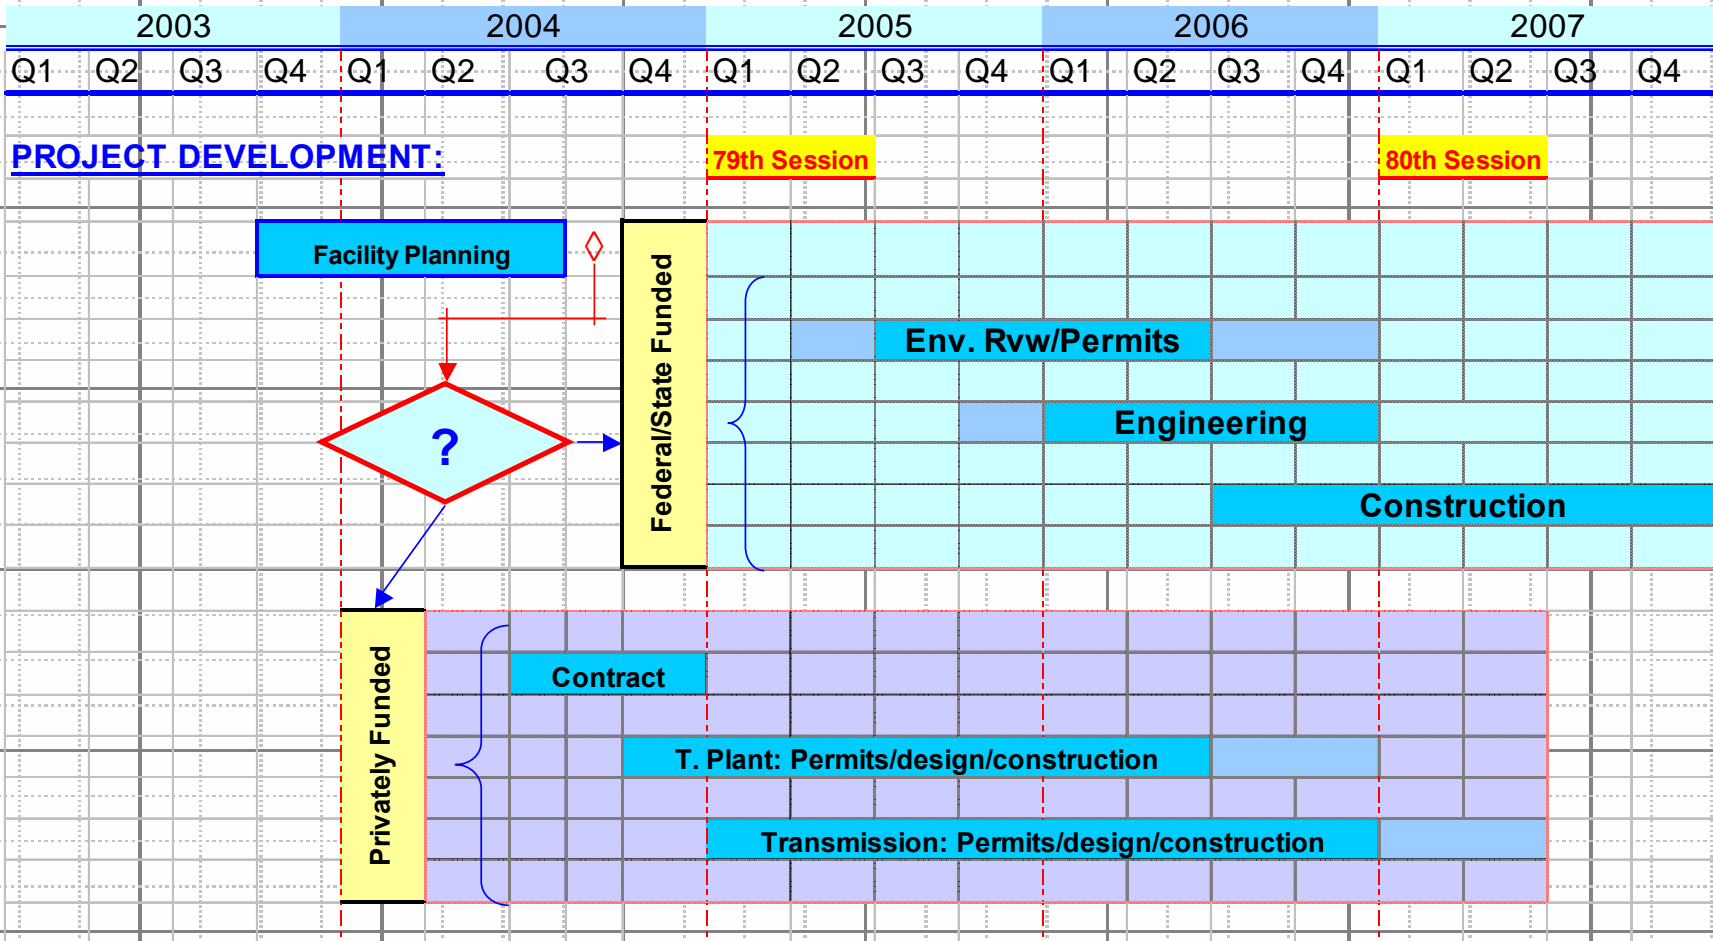 2003 2004 2005 2006 2007
Q1 Q2 Q3 Q4 Q1 Q2 Q3 Q4 Q1 Q2 Q3 Q4 Q1 Q2 Q3 Q4 Q1 Q2 Q3 Q4
PROJECT DEVELOPMENT: 79th Session 80th Session
Facility Planning
Federal/State Funded
Env. Rvw/Permits
Engineering
?
Construction
Privately Funded
Contract
T. Plant: Permits/design/construction
Transmission: Permits/design/construction